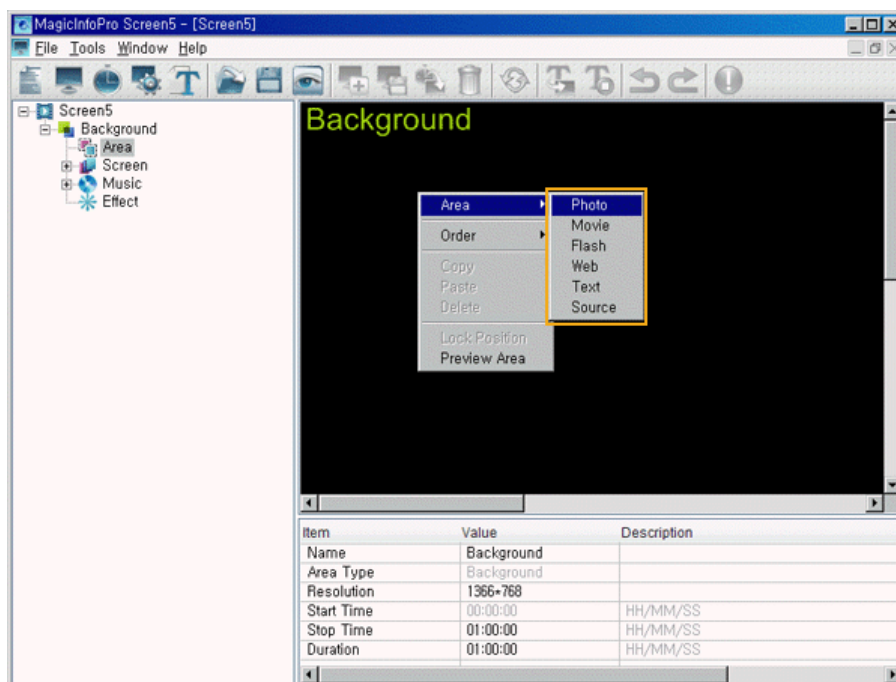 MagicInfoPro Screen5 - [Screen5]
File Tools Window Help
Screen5
Background
Area
Screen
Music
Effect
Background
Area
Order
Copy
Paste
Delete
Lock Position
Preview Area
Photo
Movie
Flash
Web
Text
Source
Item Value Description
Name Background
Area Type Background
Resolution 1366*768
Start Time 00:00:00 HH/MM/SS
Stop Time 01:00:00 HH/MM/SS
Duration 01:00:00 HH/MM/SS